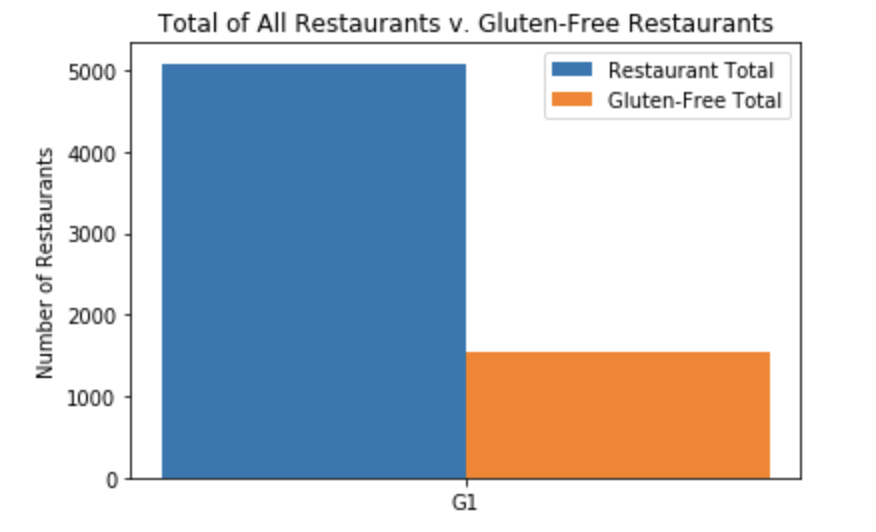 Total of All Restaurants v. Gluten-Free Restaurants
Restaurant Total
Gluten-Free Total
Number of Restaurants
5000
4000
3000
2000
1000
0
G1